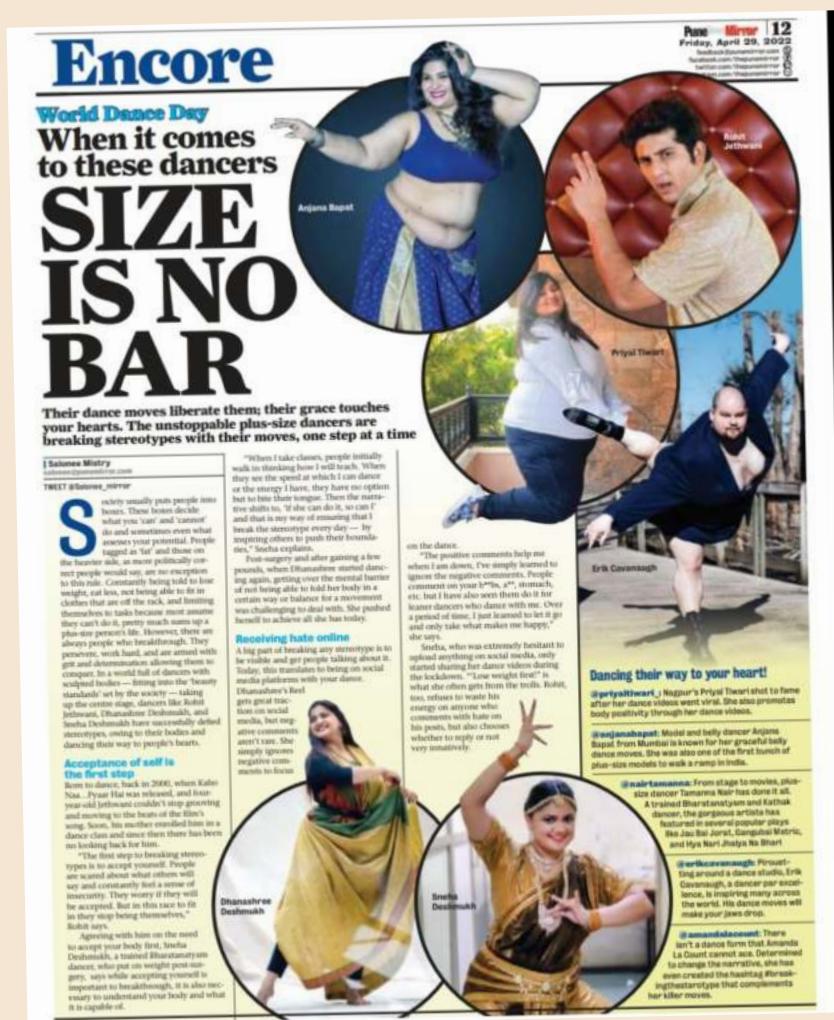 Encore
Pune Mirror 12
Friday, April 29, 2022
World Dance Day
When it comes
to these dancers
SIZE
IS NO
BAR
Their dance moves liberate them; their grace touches
your hearts. The unstoppable plus-size dancers are
breaking stereotypes with their moves, one step at a time
Anjana Bapat
Rohit
Jethwani
Priyal Tiwari
Erik Cavanaugh
| Salonee Mistry
TWEET @Salonee_mirror
Society usually puts people into
boxes. These boxes decide
what you 'can' and 'cannot'
do and sometimes even what
assesses your potential. People
tagged as 'fat' and those on
the heavier side, as more politically cor-
rect people would say, are no exception
to this rule. Constantly being told to lose
weight, eat less, not being able to fit in
clothes that are off the rack, and limiting
themselves to tasks because most assume
they can't do it, pretty much sums up a
plus-size person's life. However, there are
always people who breakthrough. They
persevere, work hard, and are armed with
grit and determination allowing them to
conquer. In a world full of dancers with
sculpted bodies — fitting into the 'beauty
standards' set by the society — taking
up the centre stage, dancers like Rohit
Jethwani, Dhanashree Deshmukh, and
Sneha Deshmukh have successfully defied
stereotypes, owing to their bodies and
dancing their way to people's hearts.
Acceptance of self is
the first step
Born to dance, back in 2000, when Kaho
Naa...Pyaar Hai was released, and four-
year-old Jethwani couldn't stop grooving
and moving to the beats of the film's
song. Soon, his mother enrolled him in a
dance class and since then there has been
no looking back for him.
"The first step to breaking stereo-
types is to accept yourself. People
are scared about what others will
say and constantly feel a sense of
insecurity. They worry if they will
be accepted. But in this race to fit
in they stop being themselves,"
Rohit says.
Agreeing with him on the need
to accept your body first, Sneha
Deshmukh, a trained Bharatanatyam
dancer, who put on weight post-sur-
gery, says while accepting yourself is
important to breakthrough, it is also nec-
essary to understand your body and what
it is capable of.
"When I take classes, people initially
walk in thinking how I will teach. When
they see the speed at which I can dance
or the energy I have, they have no option
but to bite their tongue. Then the narra-
tive shifts to, 'if she can do it, so can I'
and that is my way of ensuring that I
break the stereotype every day — by
inspiring others to push their bounda-
ries," Sneha explains.
Post-surgery and after gaining a few
pounds, when Dhanashree started danc-
ing again, getting over the mental barrier
of not being able to fold her body in a
certain way or balance for a movement
was challenging to deal with. She pushed
herself to achieve all she has today.
Receiving hate online
A big part of breaking any stereotype is to
be visible and get people talking about it.
Today, this translates to being on social
media platforms with your dance.
Dhanashree's Reel
gets great trac-
tion on social
media, but neg-
ative comments
aren't rare. She
simply ignores
negative com-
ments to focus
on the dance.
"The positive comments help me
when I am down, I've simply learned to
ignore the negative comments. People
comment on your b**bs, a**, stomach,
etc. but I have also seen them do it for
leaner dancers who dance with me. Over
a period of time, I just learned to let it go
and only take what makes me happy,"
she says.
Sneha, who was extremely hesitant to
upload anything on social media, only
started sharing her dance videos during
the lockdown. "'Lose weight first!' is
what she often gets from the trolls. Rohit,
too, refuses to waste his
energy on anyone who
comments with hate on
his posts, but also chooses
whether to reply or not
very intuitively.
Dhanashree
Deshmukh
Sneha
Deshmukh
Dancing their way to your heart!
@priyaltiwari_: Nagpur's Priyal Tiwari shot to fame
after her dance videos went viral. She also promotes
body positivity through her dance videos.
@anjanabapat: Model and belly dancer Anjana
Bapat from Mumbai is known for her graceful belly
dance moves. She was also one of the first bunch of
plus-size models to walk a ramp in India.
@nairtamanna: From stage to movies, plus-
size dancer Tamanna Nair has done it all.
A trained Bharatanatyam and Kathak
dancer, the gorgeous artists has
featured in several popular plays
like Jau Bai Jorat, Gangubai Matric,
and Hya Nari Jhalya Na Bhari
@erikcavanaugh: Pirouet-
ting around a dance studio, Erik
Cavanaugh, a dancer par excel-
lence, is inspiring many across
the world. His dance moves will
make your jaws drop.
@amandalacount: There
isn't a dance form that Amanda
La Count cannot ace. Determined
to change the narrative, she has
even created the hashtag #break-
ingthestarotype that complements
her killer moves.